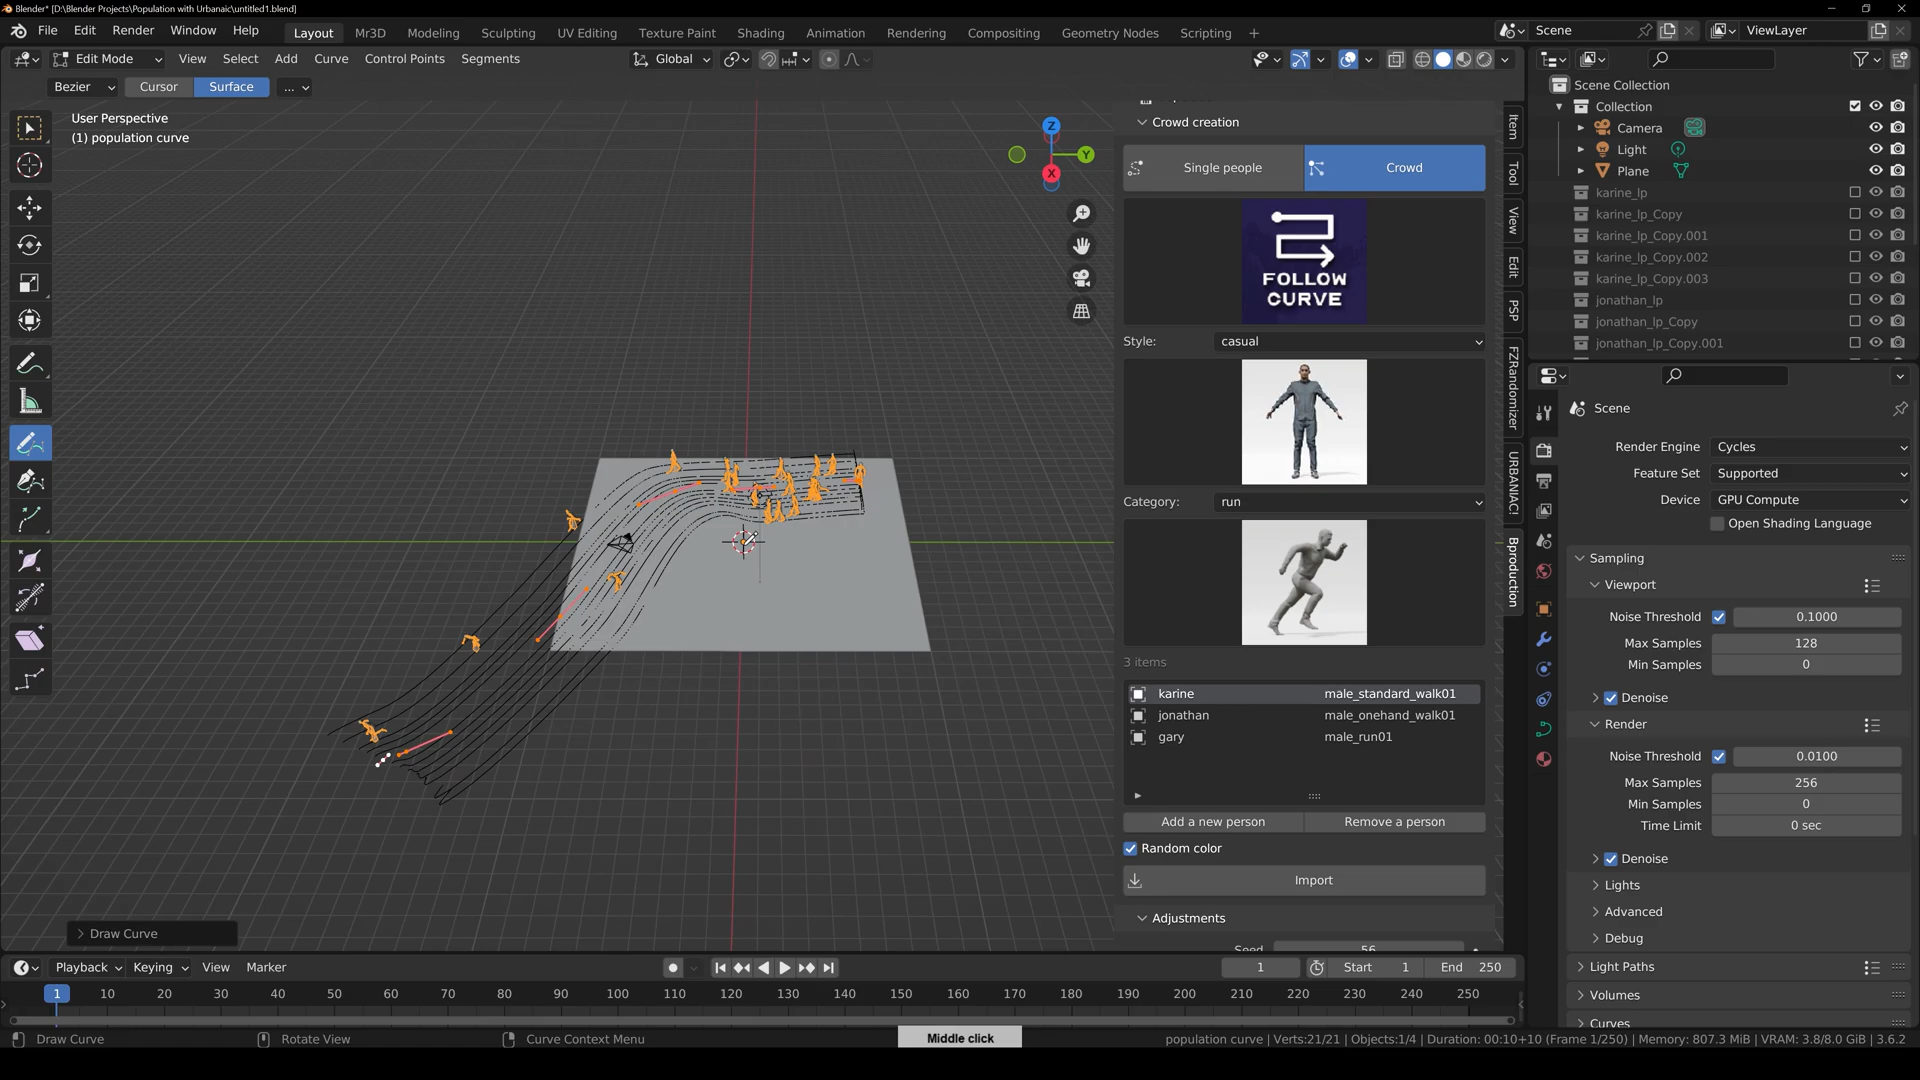 Blender* [D:\Blender Projects\Population with Urbanaic\untitled1.blend]
File Edit Render Window Help
Layout Mr3D Modeling Sculpting UV Editing Texture Paint Shading Animation Rendering Compositing Geometry Nodes Scripting +
Scene
ViewLayer
Edit Mode View Select Add Curve Control Points Segments
Global
Bezier Cursor Surface ...
User Perspective
(1) population curve
Z
Y
X
Crowd creation
Single people Crowd
FOLLOW
CURVE
Style: casual
Category: run
3 items
karine male_standard_walk01
jonathan male_onehand_walk01
gary male_run01
Add a new person Remove a person
Random color
Import
Adjustments
Seed 56
Item
Tool
View
Edit
PSP
FZRandomizer
URBANIAC!
Bproduction
Scene Collection
Collection
Camera
Light
Plane
karine_lp
karine_lp_Copy
karine_lp_Copy.001
karine_lp_Copy.002
karine_lp_Copy.003
jonathan_lp
jonathan_lp_Copy
jonathan_lp_Copy.001
Scene
Render Engine Cycles
Feature Set Supported
Device GPU Compute
Open Shading Language
Sampling
Viewport
Noise Threshold 0.1000
Max Samples 128
Min Samples 0
Denoise
Render
Noise Threshold 0.0100
Max Samples 256
Min Samples 0
Time Limit 0 sec
Denoise
Lights
Advanced
Debug
Light Paths
Volumes
Curves
Draw Curve
Playback Keying View Marker
1 Start 1 End 250
1 10 20 30 40 50 60 70 80 90 100 110 120 130 140 150 160 170 180 190 200 210 220 230 240 250
Draw Curve Rotate View Curve Context Menu
Middle click
population curve | Verts:21/21 | Objects:1/4 | Duration: 00:10+10 (Frame 1/250) | Memory: 807.3 MiB | VRAM: 3.8/8.0 GiB | 3.6.2